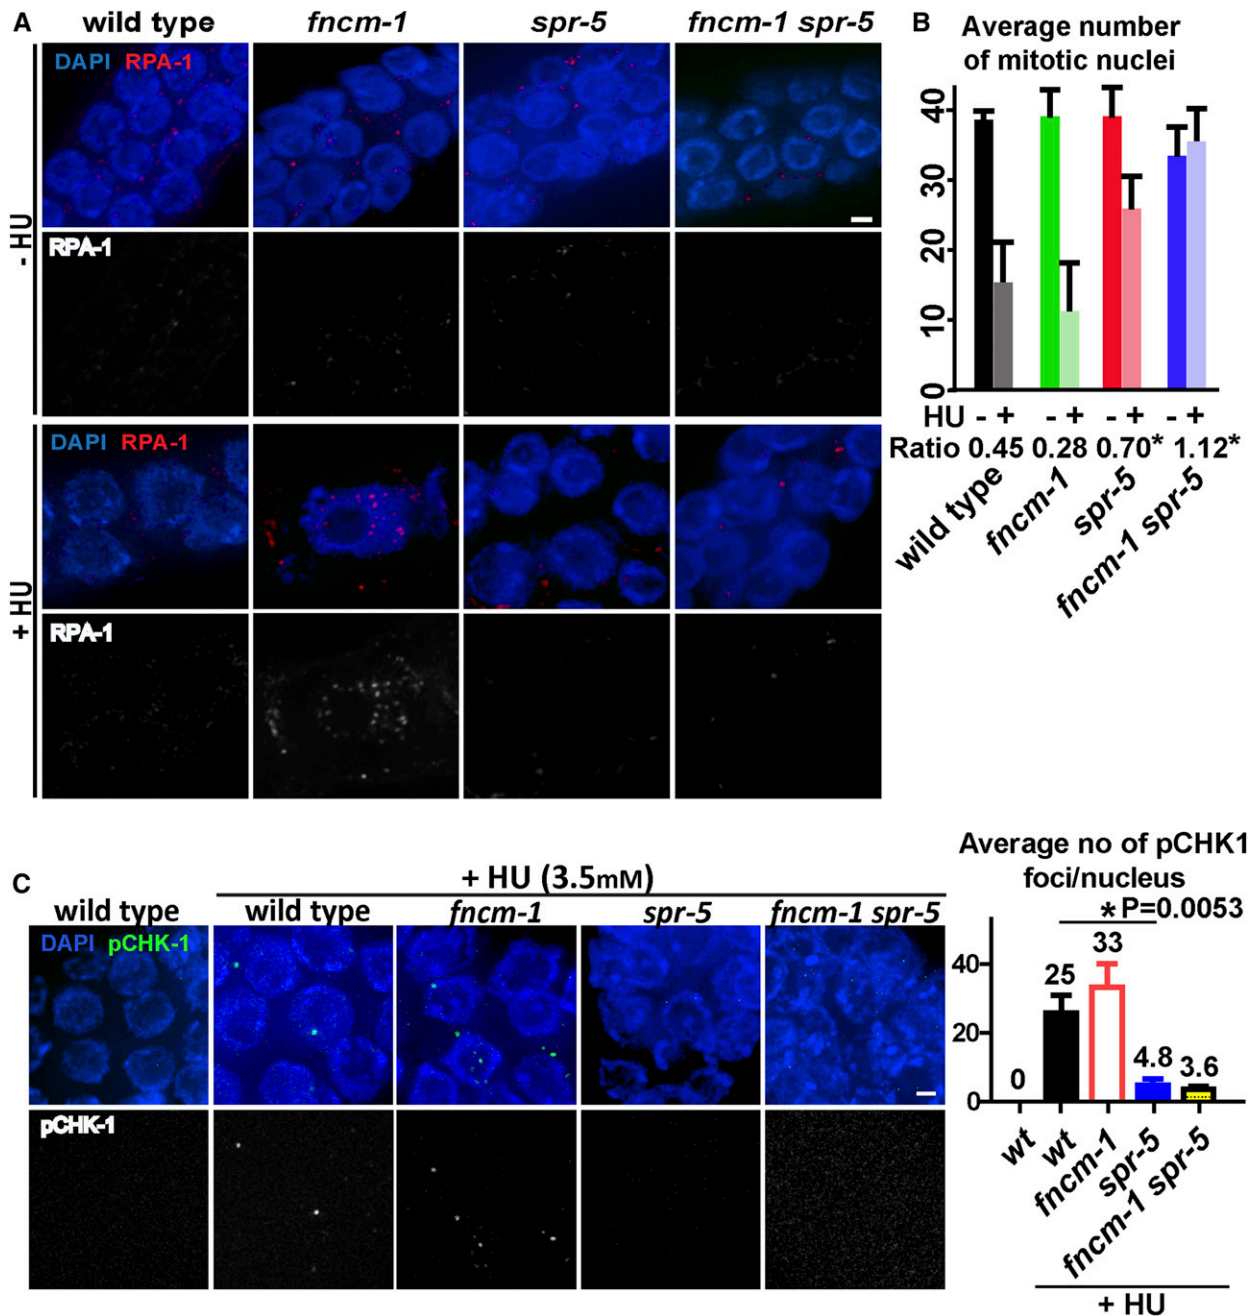 A
wild type fncm-1 spr-5 fncm-1 spr-5
- HU
DAPI RPA-1
RPA-1
+ HU
DAPI RPA-1
RPA-1
B
Average number
of mitotic nuclei
40
30
20
10
0
HU - + - + - + - +
Ratio 0.45 0.28 0.70* 1.12*
wild type
fncm-1
spr-5
fncm-1 spr-5
C
+ HU (3.5mM)
wild type wild type fncm-1 spr-5 fncm-1 spr-5
DAPI pCHK-1
pCHK-1
Average no of pCHK1
foci/nucleus
* P=0.0053
40
20
0
0 25 33 4.8 3.6
wt
wt
fncm-1
spr-5
fncm-1 spr-5
+ HU